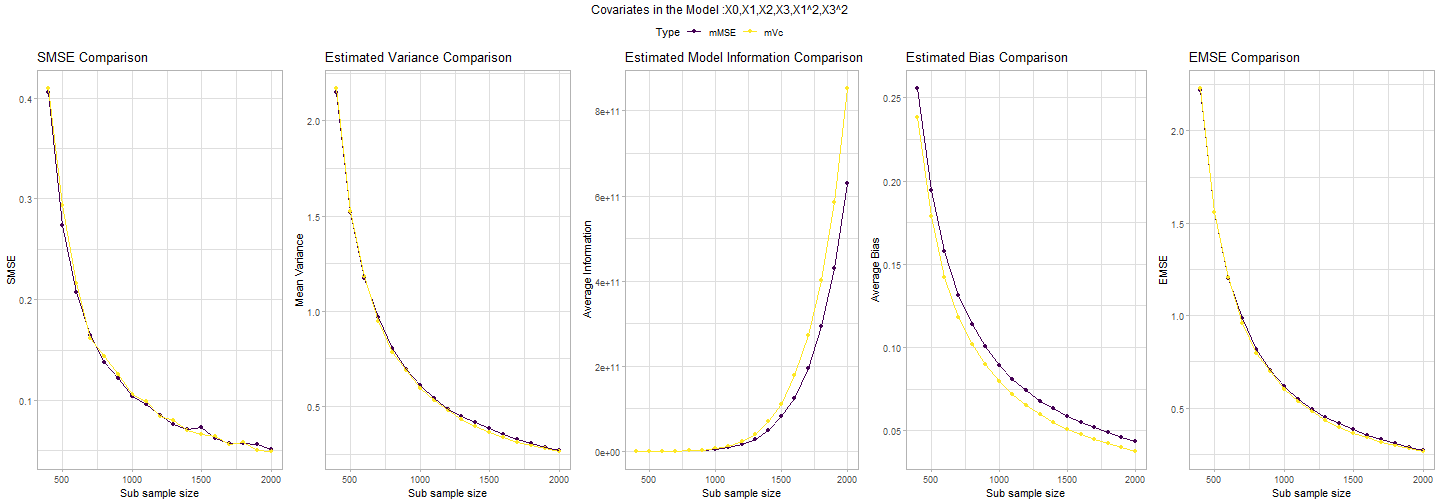 Covariates in the Model :X0,X1,X2,X3,X1^2,X3^2
Type mMSE mVc
SMSE Comparison
SMSE
0.4
0.3
0.2
0.1
500 1000 1500 2000
Sub sample size
Estimated Variance Comparison
Mean Variance
2.0
1.5
1.0
0.5
500 1000 1500 2000
Sub sample size
Estimated Model Information Comparison
Average Information
8e+11
6e+11
4e+11
2e+11
0e+00
500 1000 1500 2000
Sub sample size
Estimated Bias Comparison
Average Bias
0.25
0.20
0.15
0.10
0.05
500 1000 1500 2000
Sub sample size
EMSE Comparison
EMSE
2.0
1.5
1.0
0.5
500 1000 1500 2000
Sub sample size